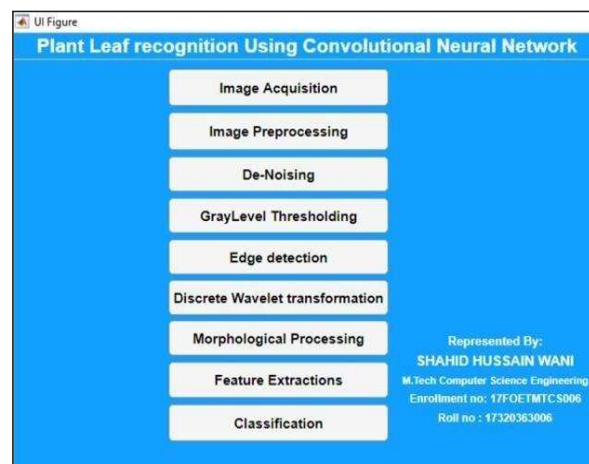 UI Figure
Plant Leaf recognition Using Convolutional Neural Network
Image Acquisition
Image Preprocessing
De-Noising
GrayLevel Thresholding
Edge detection
Discrete Wavelet transformation
Morphological Processing
Feature Extractions
Classification
Represented By:
SHAHID HUSSAIN WANI
M.Tech Computer Science Engineering
Enrollment no: 17FOETMTCS006
Roll no : 17320363006